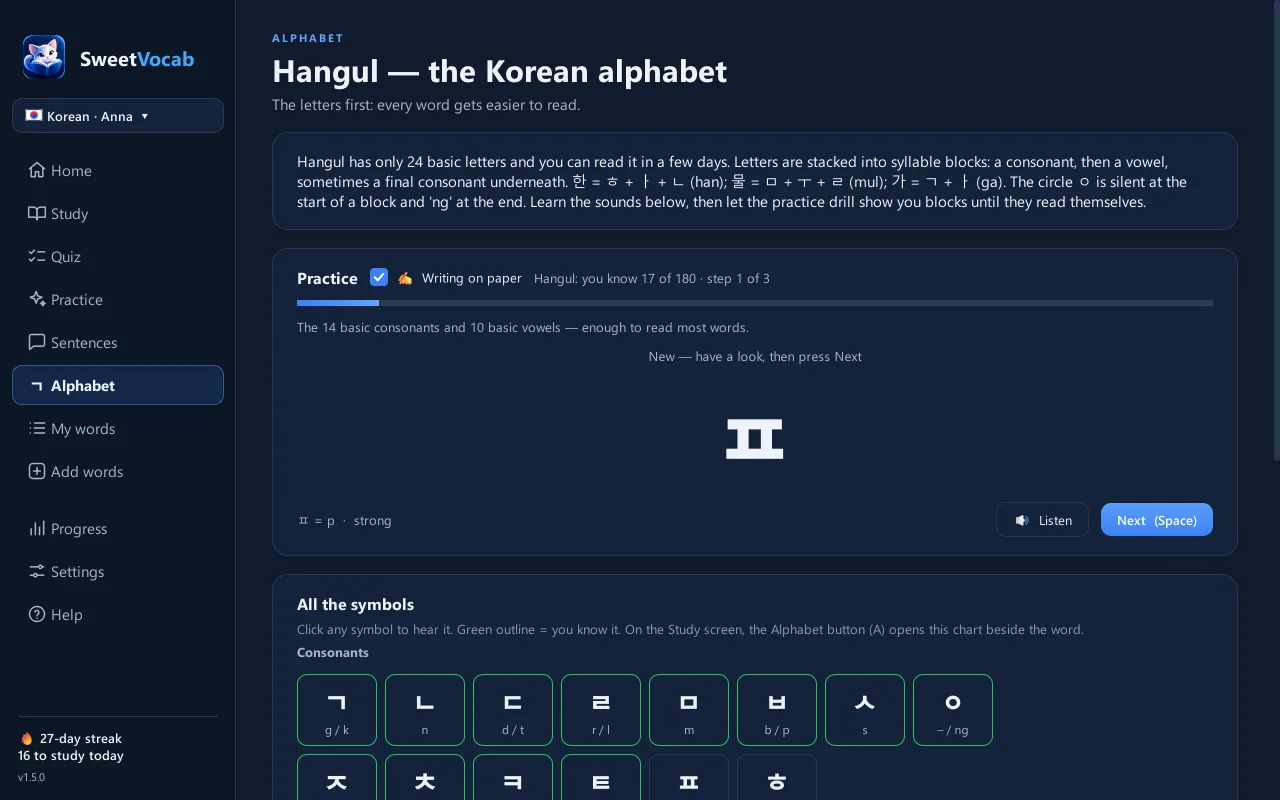 SweetVocab
Korean · Anna ▼
Home
Study
Quiz
Practice
Sentences
ㄱ Alphabet
My words
Add words
Progress
Settings
Help
🔥 27-day streak
16 to study today
v1.5.0
ALPHABET
Hangul — the Korean alphabet
The letters first: every word gets easier to read.
Hangul has only 24 basic letters and you can read it in a few days. Letters are stacked into syllable blocks: a consonant, then a vowel,
sometimes a final consonant underneath. 한 = ㅎ + ㅏ + ㄴ (han); 물 = ㅁ + ㅜ + ㄹ (mul); 가 = ㄱ + ㅏ (ga). The circle ㅇ is silent at the
start of a block and 'ng' at the end. Learn the sounds below, then let the practice drill show you blocks until they read themselves.
Practice ✍ Writing on paper Hangul: you know 17 of 180 · step 1 of 3
The 14 basic consonants and 10 basic vowels — enough to read most words.
New — have a look, then press Next
ㅍ
ㅍ = p · strong
Listen
Next (Space)
All the symbols
Click any symbol to hear it. Green outline = you know it. On the Study screen, the Alphabet button (A) opens this chart beside the word.
Consonants
ㄱ ㄴ ㄷ ㄹ ㅁ ㅂ ㅅ ㅇ
g / k n d / t r / l m b / p s – / ng
ㅈ ㅊ ㅋ ㅌ ㅍ ㅎ